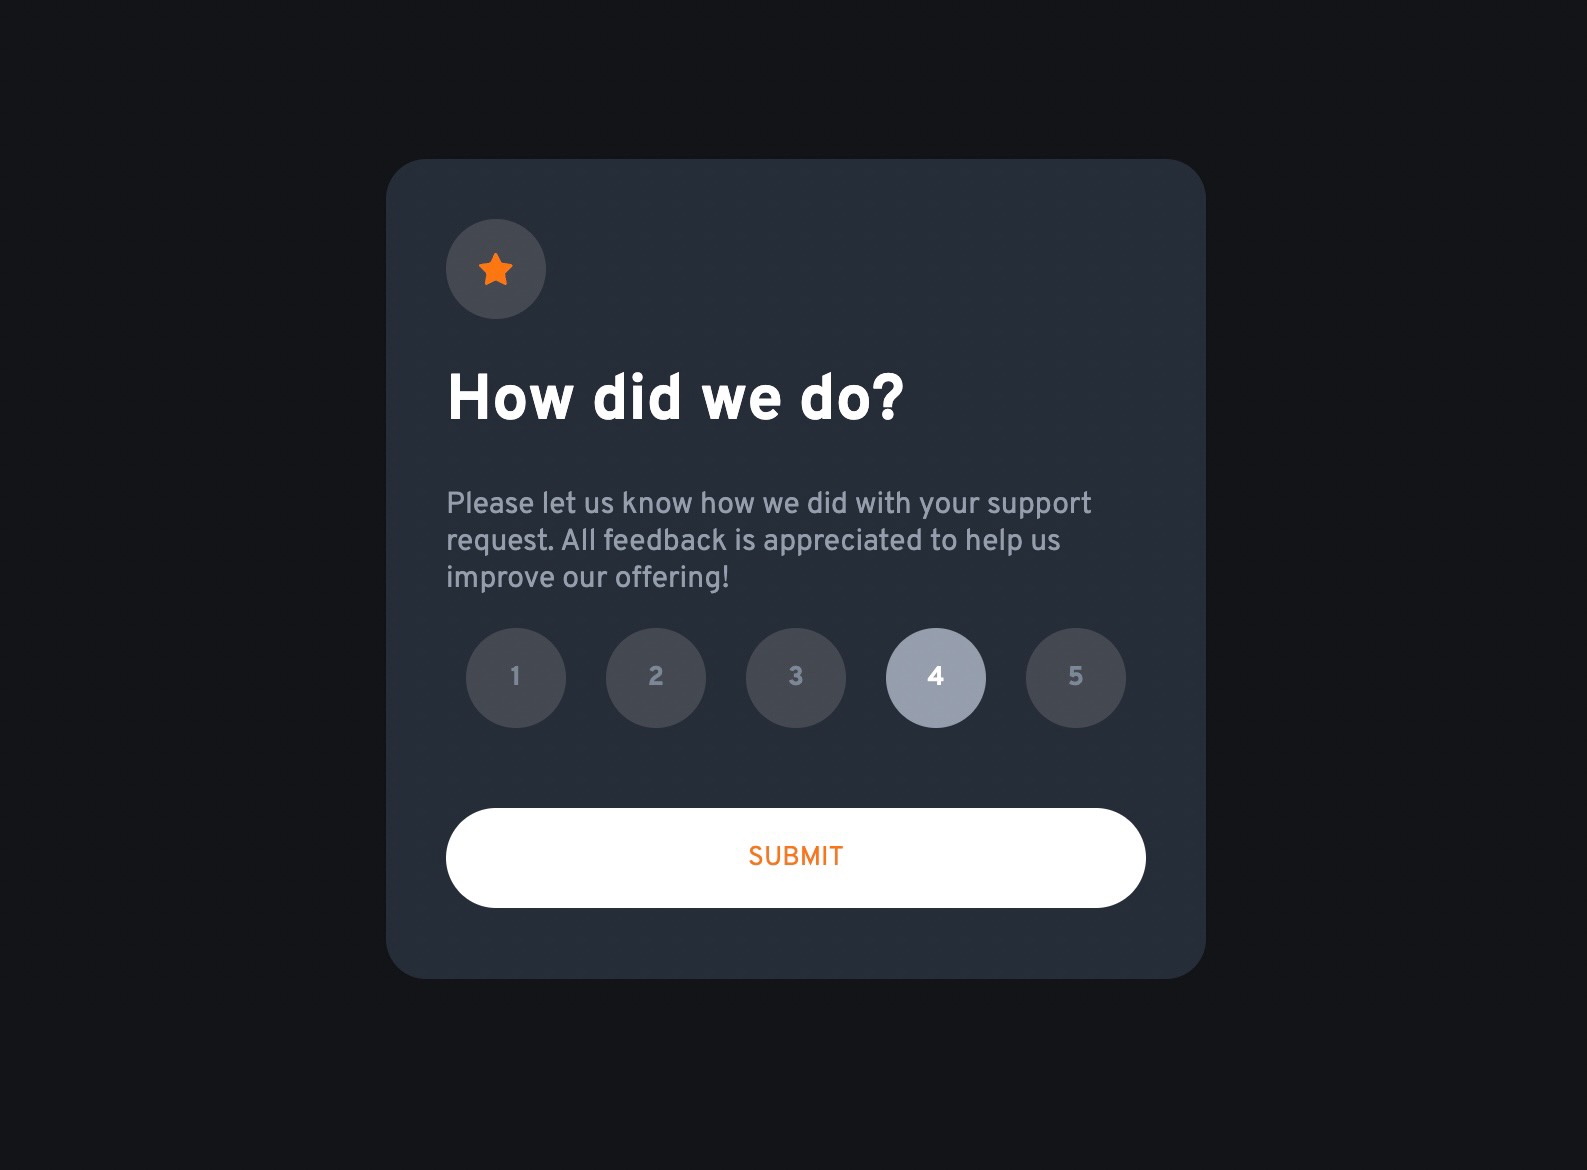 How did we do?
Please let us know how we did with your support
request. All feedback is appreciated to help us
improve our offering!
1 2 3 4 5
SUBMIT